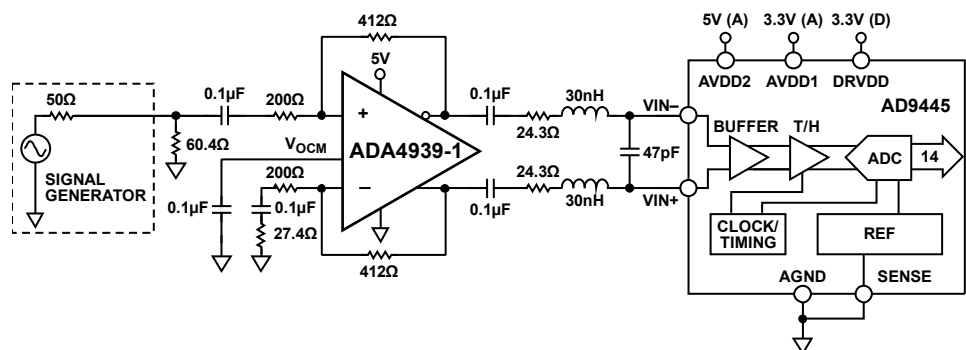 412Ω
5V (A)
3.3V (A)
3.3V (D)
5V
50Ω
0.1µF
200Ω
0.1µF
30nH
AVDD2
AVDD1
DRVDD
AD9445
+
24.3Ω
VIN–
BUFFER
T/H
60.4Ω
VOCM
ADA4939-1
47pF
ADC
14
SIGNAL
GENERATOR
200Ω
–
24.3Ω
VIN+
0.1µF
0.1µF
0.1µF
30nH
CLOCK/
TIMING
REF
27.4Ω
412Ω
AGND
SENSE